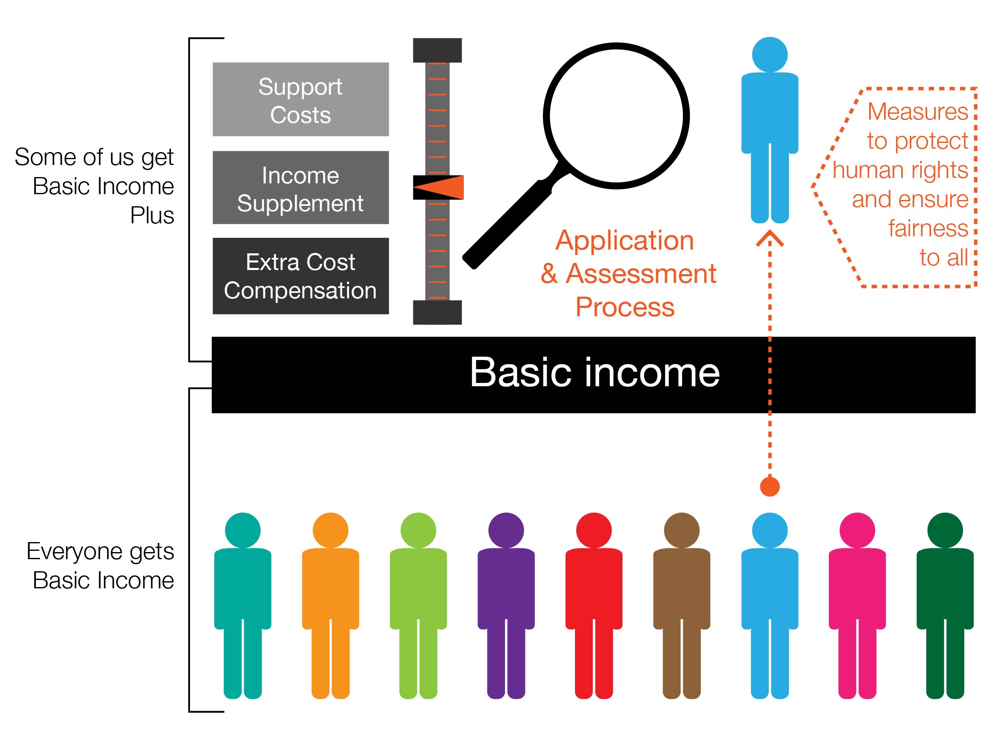 Some of us get
Basic Income
Plus
Support
Costs
Income
Supplement
Extra Cost
Compensation
Application
& Assessment
Process
Measures
to protect
human rights
and ensure
fairness
to all
Basic income
Everyone gets
Basic Income